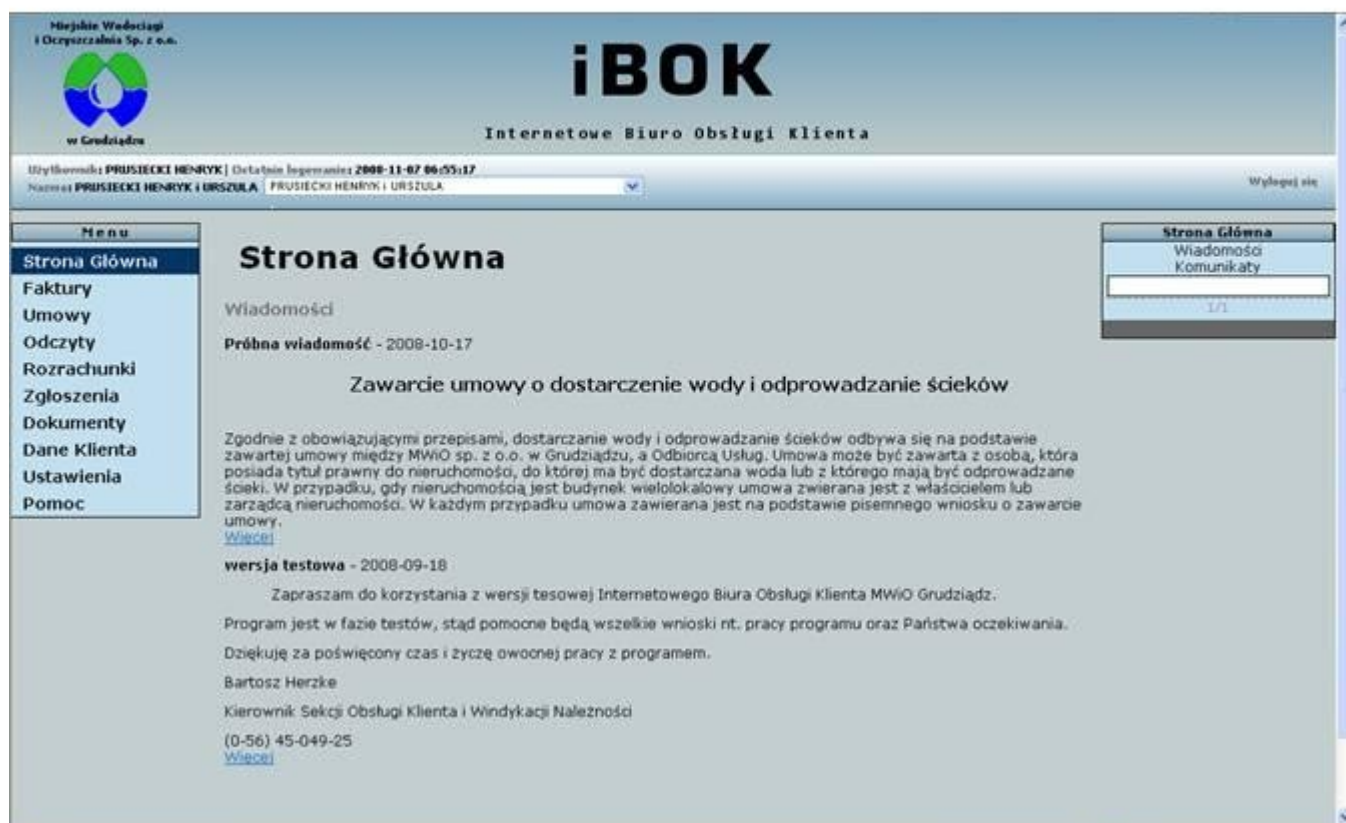 Miejskie Wodociągi
i Oczyszczalnia Sp. z o.o.
w Grudziądzu
iBOK
Internetowe Biuro Obsługi Klienta
Użytkownik: PRUSIECKI HENRYK | Ostatnie logowanie: 2008-11-07 06:55:17
Nazwa: PRUSIECKI HENRYK i URSZULA PRUSIECKI HENRYK i URSZULA
Wyloguj się
Menu
Strona Główna
Faktury
Umowy
Odczyty
Rozrachunki
Zgłoszenia
Dokumenty
Dane Klienta
Ustawienia
Pomoc
Strona Główna
Wiadomości
Próbna wiadomość - 2008-10-17
Zawarcie umowy o dostarczenie wody i odprowadzanie ścieków
Zgodnie z obowiązującymi przepisami, dostarczanie wody i odprowadzanie ścieków odbywa się na podstawie
zawartej umowy między MWiO sp. z o.o. w Grudziądzu, a Odbiorcą Usług. Umowa może być zawarta z osobą, która
posiada tytuł prawny do nieruchomości, do której ma być dostarczana woda lub z którego mają być odprowadzane
ścieki. W przypadku, gdy nieruchomością jest budynek wielolokalowy umowa zwierana jest z właścicielem lub
zarządcą nieruchomości. W każdym przypadku umowa zawierana jest na podstawie pisemnego wniosku o zawarcie
umowy.
Więcej
wersja testowa - 2008-09-18
Zapraszam do korzystania z wersji tesowej Internetowego Biura Obsługi Klienta MWiO Grudziądz.
Program jest w fazie testów, stąd pomocne będą wszelkie wnioski nt. pracy programu oraz Państwa oczekiwania.
Dziękuję za poświęcony czas i życzę owocnej pracy z programem.
Bartosz Herzke
Kierownik Sekcji Obsługi Klienta i Windykacji Należności
(0-56) 45-049-25
Więcej
Strona Główna
Wiadomości
Komunikaty
1/1